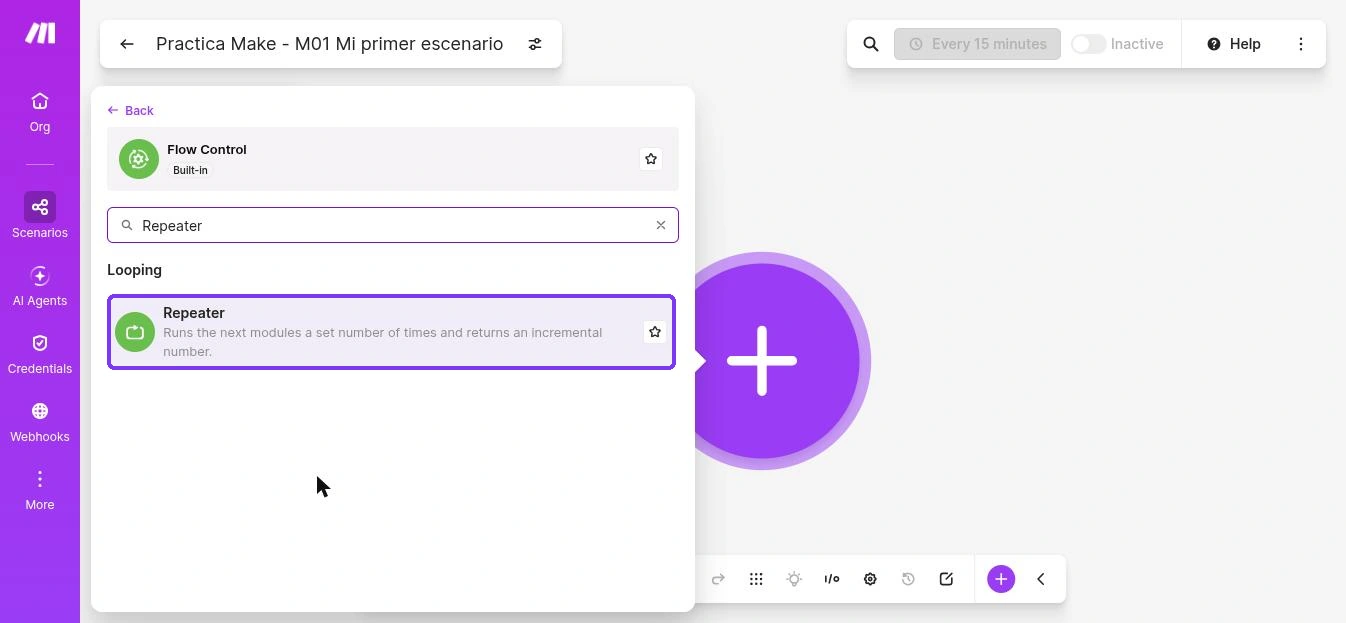 Practica Make - M01 Mi primer escenario
Every 15 minutes
Inactive
Help
Org
Scenarios
AI Agents
Credentials
Webhooks
More
Back
Flow Control
Built-in
Repeater
Looping
Repeater
Runs the next modules a set number of times and returns an incremental
number.